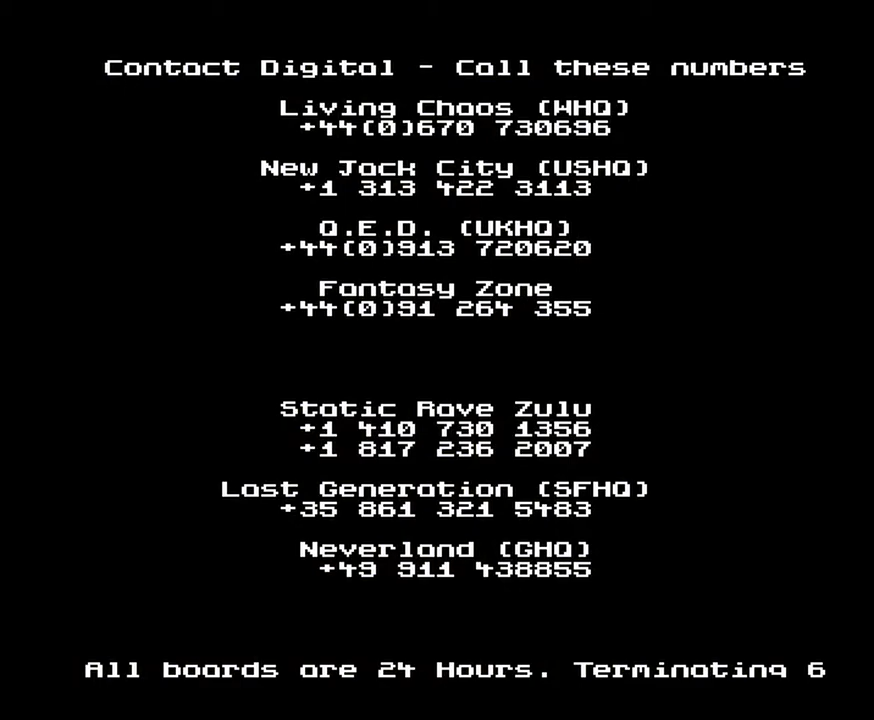 Contact Digital - Call these numbers
Living Chaos (WHQ)
+44(0)670 730696
New Jack City (USHQ)
+1 313 422 3113
Q.E.D. (UKHQ)
+44(0)913 720620
Fantasy Zone
+44(0)91 264 355
Static Rave Zulu
+1 410 730 1356
+1 817 236 2007
Last Generation (SFHQ)
+35 861 321 5483
Neverland (GHQ)
+49 911 438855
All boards are 24 Hours. Terminating 6